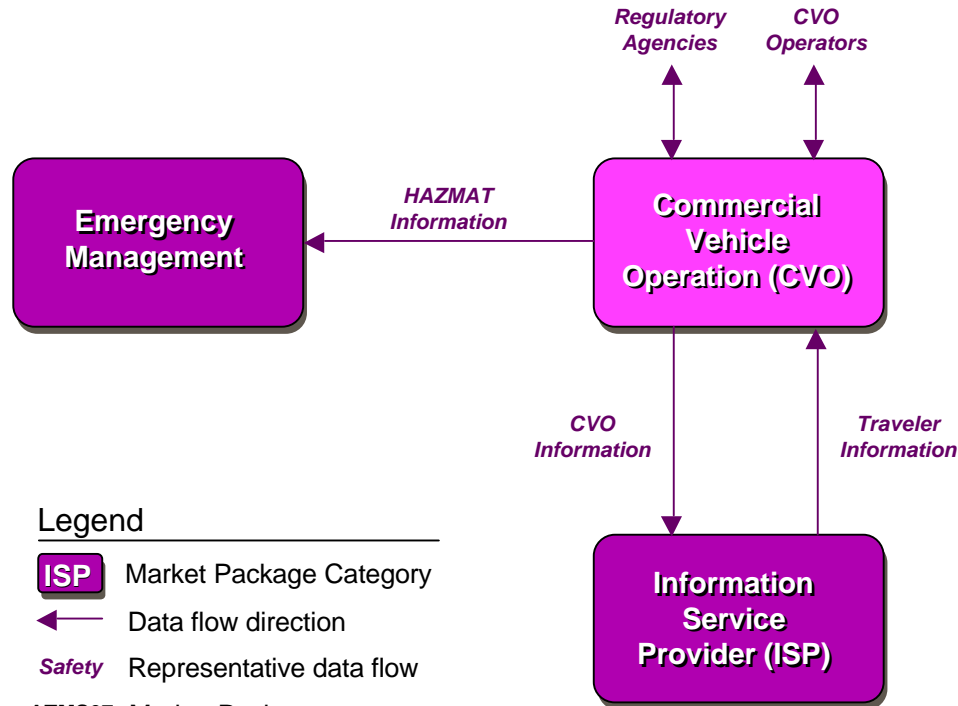 Regulatory
Agencies
CVO
Operators
Emergency
Management
HAZMAT
Information
Commercial
Vehicle
Operation (CVO)
CVO
Information
Traveler
Information
Legend
ISP Market Package Category
Data flow direction
Safety Representative data flow
Information
Service
Provider (ISP)